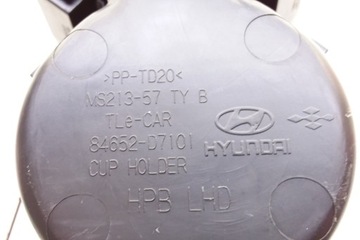 >PP-TD20<
MS213-57 TY B
TLe-CAR
84652-D7101
HYUNDAI
CUP HOLDER
HPB LHD